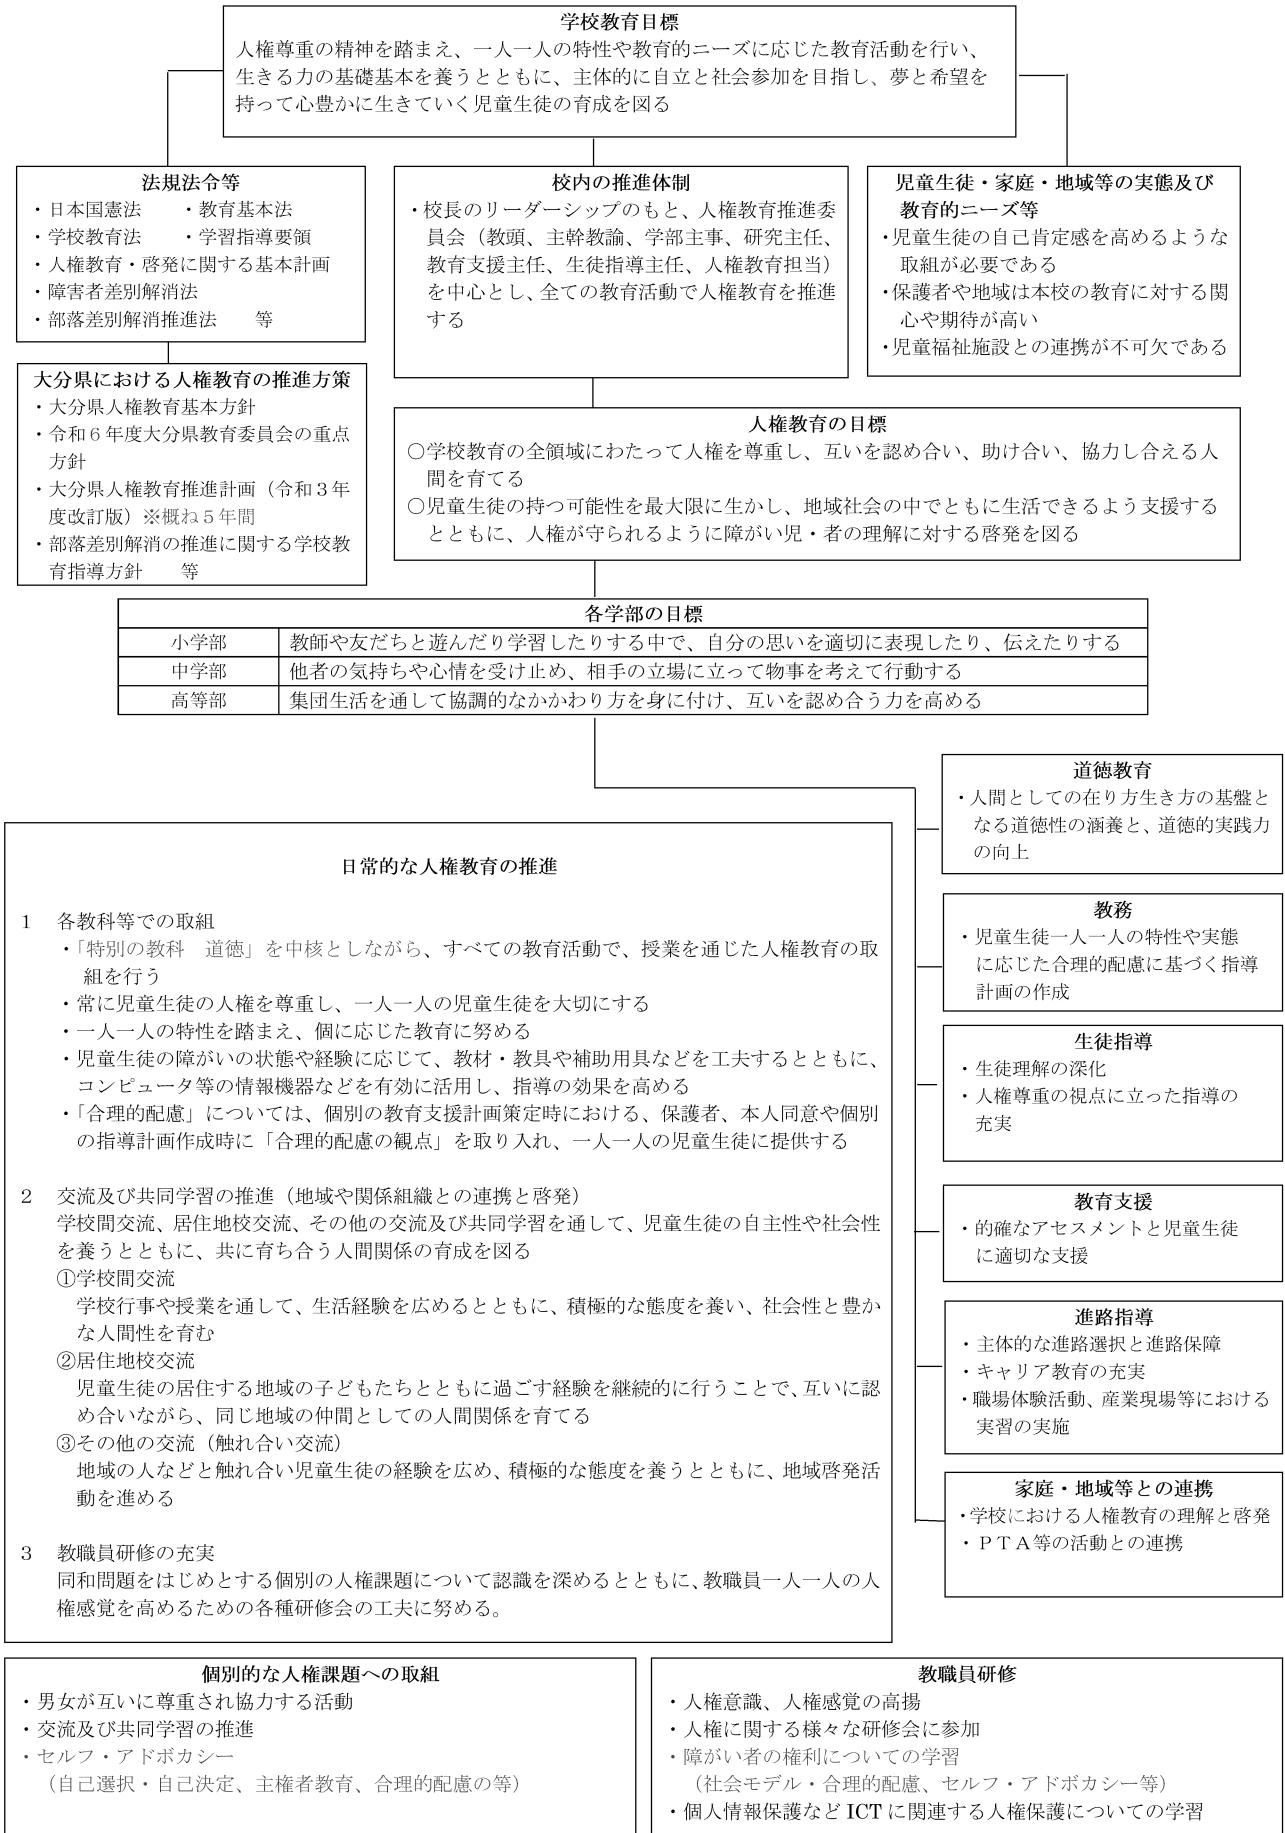 学校教育目標
人権尊重の精神を踏まえ、一人一人の特性や教育的ニーズに応じた教育活動を行い、
生きる力の基礎基本を養うとともに、主体的に自立と社会参加を目指し、夢と希望を
持って心豊かに生きていく児童生徒の育成を図る
法規法令等
・日本国憲法　　・教育基本法
・学校教育法　　・学習指導要領
・人権教育・啓発に関する基本計画
・障害者差別解消法
・部落差別解消推進法　　等
校内の推進体制
・校長のリーダーシップのもと、人権教育推進委
員会（教頭、主幹教諭、学部主事、研究主任、
教育支援主任、生徒指導主任、人権教育担当）
を中心とし、全ての教育活動で人権教育を推進
する
児童生徒・家庭・地域等の実態及び
教育的ニーズ等
・児童生徒の自己肯定感を高めるような
取組が必要である
・保護者や地域は本校の教育に対する関
心や期待が高い
・児童福祉施設との連携が不可欠である
大分県における人権教育の推進方策
・大分県人権教育基本方針
・令和６年度大分県教育委員会の重点
方針
・大分県人権教育推進計画（令和３年
度改訂版）※概ね５年間
・部落差別解消の推進に関する学校教
育指導方針　　等
人権教育の目標
○学校教育の全領域にわたって人権を尊重し、互いを認め合い、助け合い、協力し合える人
間を育てる
○児童生徒の持つ可能性を最大限に生かし、地域社会の中でともに生活できるよう支援する
とともに、人権が守られるように障がい児・者の理解に対する啓発を図る
各学部の目標
小学部　教師や友だちと遊んだり学習したりする中で、自分の思いを適切に表現したり、伝えたりする
中学部　他者の気持ちや心情を受け止め、相手の立場に立って物事を考えて行動する
高等部　集団生活を通して協調的なかかわり方を身に付け、互いを認め合う力を高める
日常的な人権教育の推進
１　各教科等での取組
・「特別の教科　道徳」を中核としながら、すべての教育活動で、授業を通じた人権教育の取
組を行う
・常に児童生徒の人権を尊重し、一人一人の児童生徒を大切にする
・一人一人の特性を踏まえ、個に応じた教育に努める
・児童生徒の障がいの状態や経験に応じて、教材・教具や補助用具などを工夫するとともに、
コンピュータ等の情報機器などを有効に活用し、指導の効果を高める
・「合理的配慮」については、個別の教育支援計画策定時における、保護者、本人同意や個別
の指導計画作成時に「合理的配慮の観点」を取り入れ、一人一人の児童生徒に提供する
２　交流及び共同学習の推進（地域や関係組織との連携と啓発）
学校間交流、居住地校交流、その他の交流及び共同学習を通して、児童生徒の自主性や社会性
を養うとともに、共に育ち合う人間関係の育成を図る
①学校間交流
学校行事や授業を通して、生活経験を広めるとともに、積極的な態度を養い、社会性と豊か
な人間性を育む
②居住地校交流
児童生徒の居住する地域の子どもたちとともに過ごす経験を継続的に行うことで、互いに認
め合いながら、同じ地域の仲間としての人間関係を育てる
③その他の交流（触れ合い交流）
地域の人などと触れ合い児童生徒の経験を広め、積極的な態度を養うとともに、地域啓発活
動を進める
３　教職員研修の充実
同和問題をはじめとする個別の人権課題について認識を深めるとともに、教職員一人一人の人
権感覚を高めるための各種研修会の工夫に努める。
道徳教育
・人間としての在り方生き方の基盤と
なる道徳性の涵養と、道徳的実践力
の向上
教務
・児童生徒一人一人の特性や実態
に応じた合理的配慮に基づく指導
計画の作成
生徒指導
・生徒理解の深化
・人権尊重の視点に立った指導の
充実
教育支援
・的確なアセスメントと児童生徒
に適切な支援
進路指導
・主体的な進路選択と進路保障
・キャリア教育の充実
・職場体験活動、産業現場等における
実習の実施
家庭・地域等との連携
・学校における人権教育の理解と啓発
・ＰＴＡ等の活動との連携
個別的な人権課題への取組
・男女が互いに尊重され協力する活動
・交流及び共同学習の推進
・セルフ・アドボカシー
（自己選択・自己決定、主権者教育、合理的配慮の等）
教職員研修
・人権意識、人権感覚の高揚
・人権に関する様々な研修会に参加
・障がい者の権利についての学習
（社会モデル・合理的配慮、セルフ・アドボカシー等）
・個人情報保護など ICT に関連する人権保護についての学習